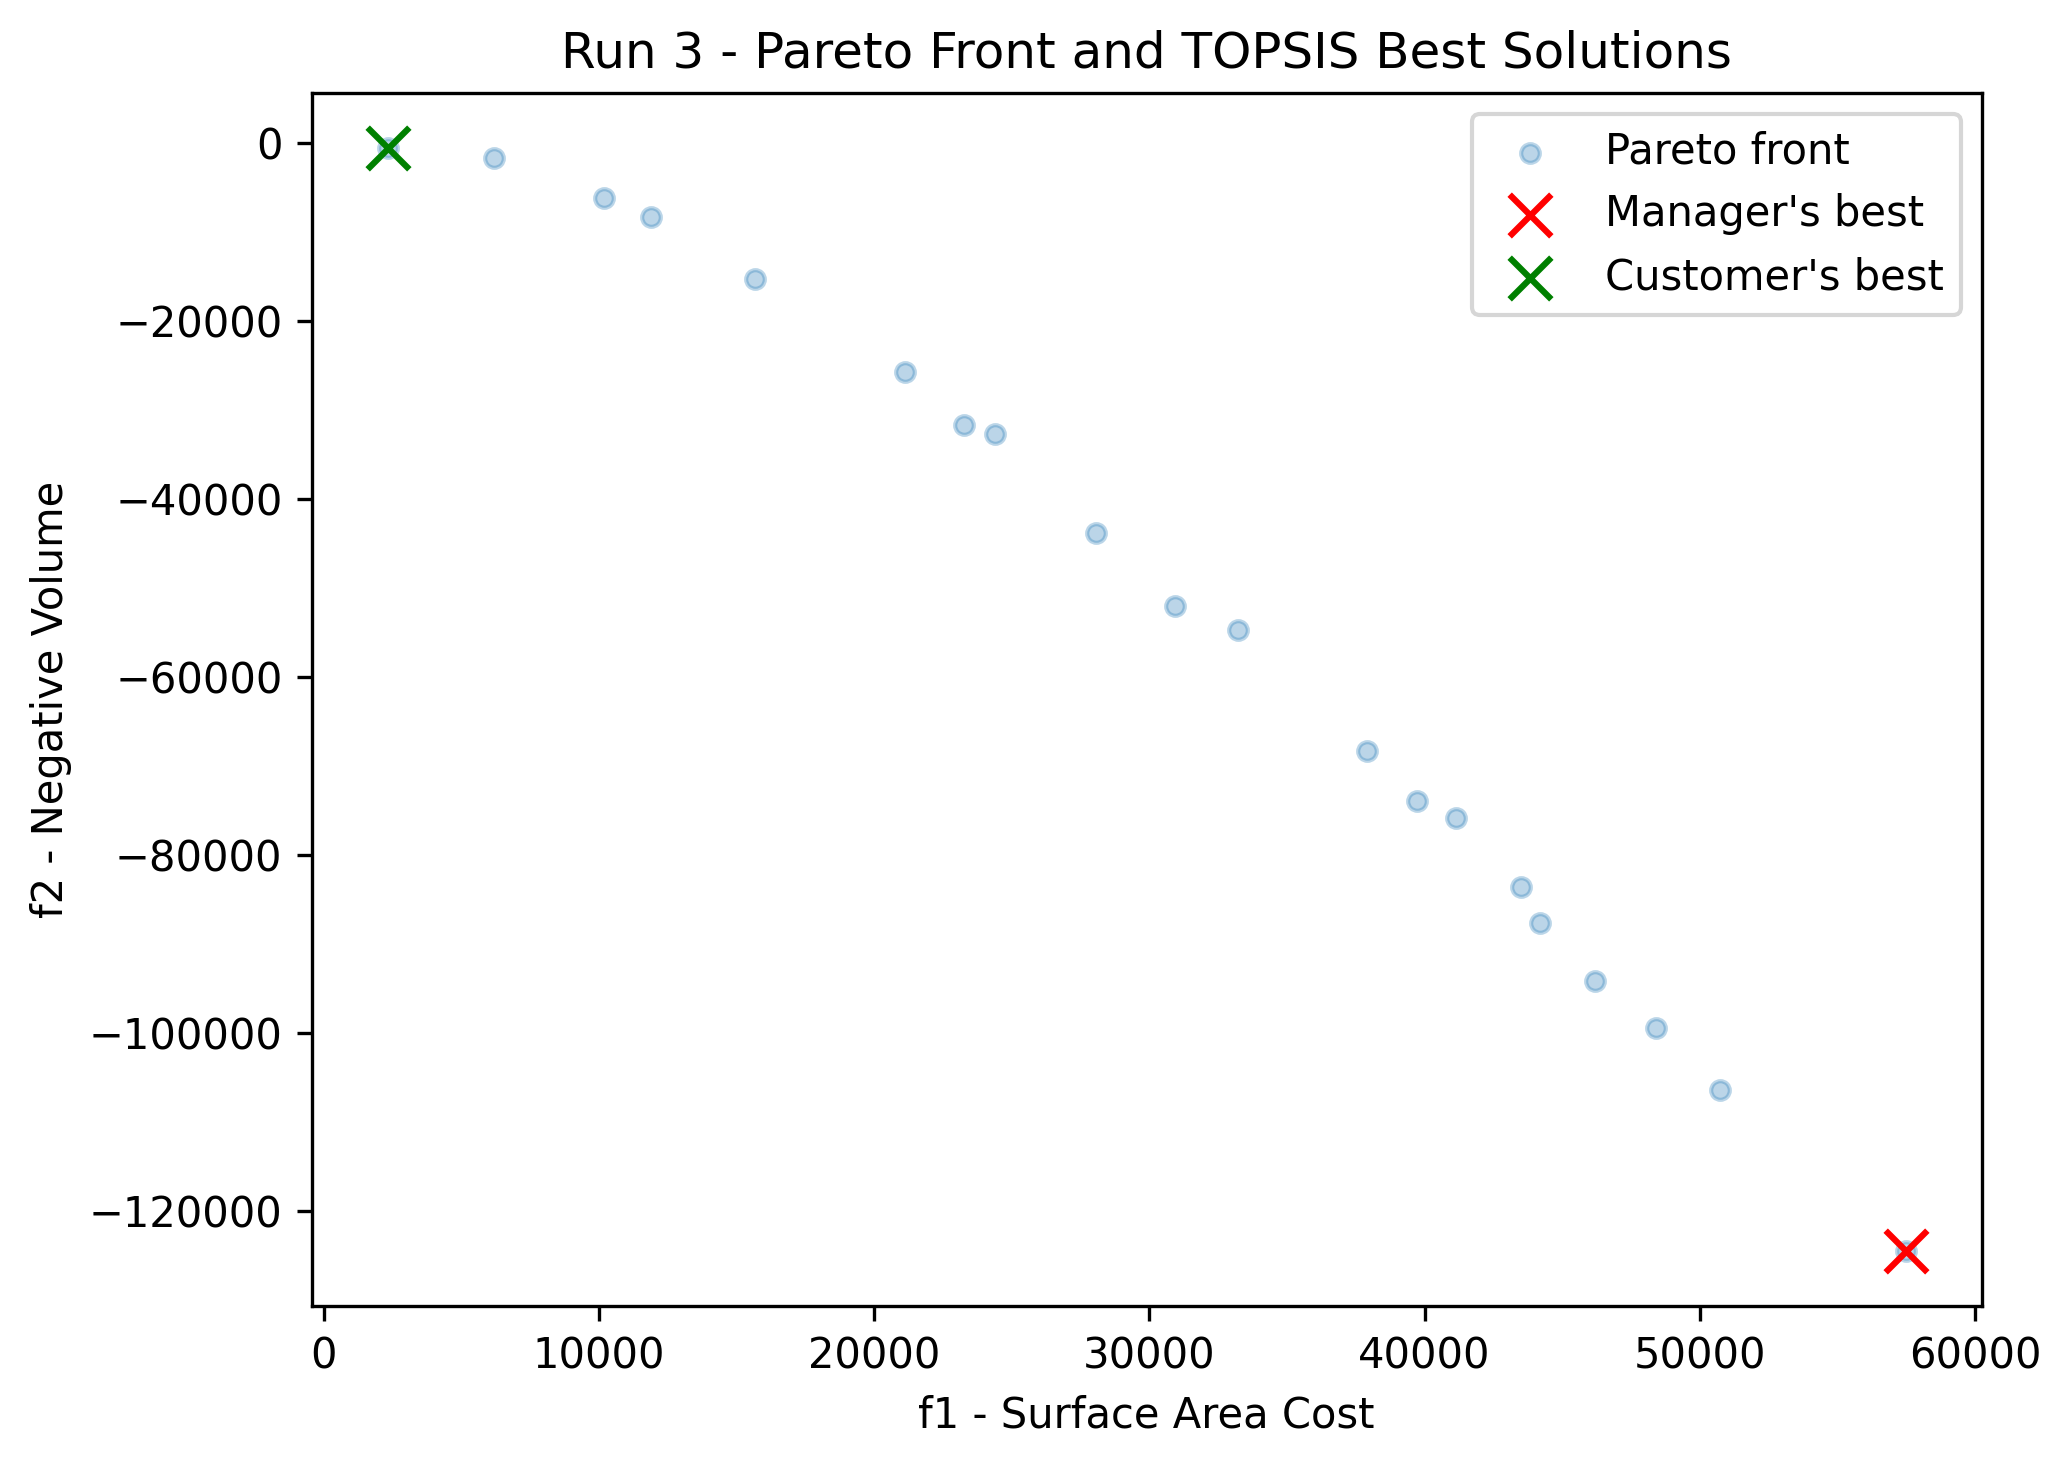 Run 3 - Pareto Front and TOPSIS Best Solutions
Pareto front
Manager's best
Customer's best
0
−20000
−40000
−60000
−80000
−100000
−120000
f2 - Negative Volume
0 10000 20000 30000 40000 50000 60000
f1 - Surface Area Cost